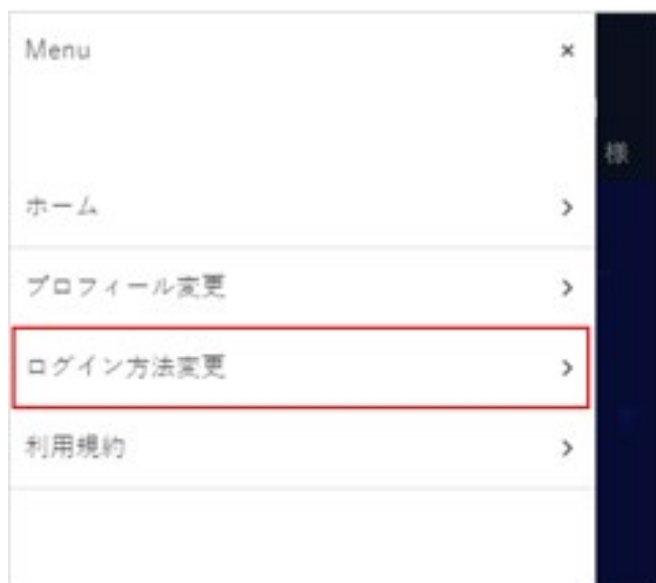 Menu ×
様
ホーム
プロフィール変更
ログイン方法変更
利用規約